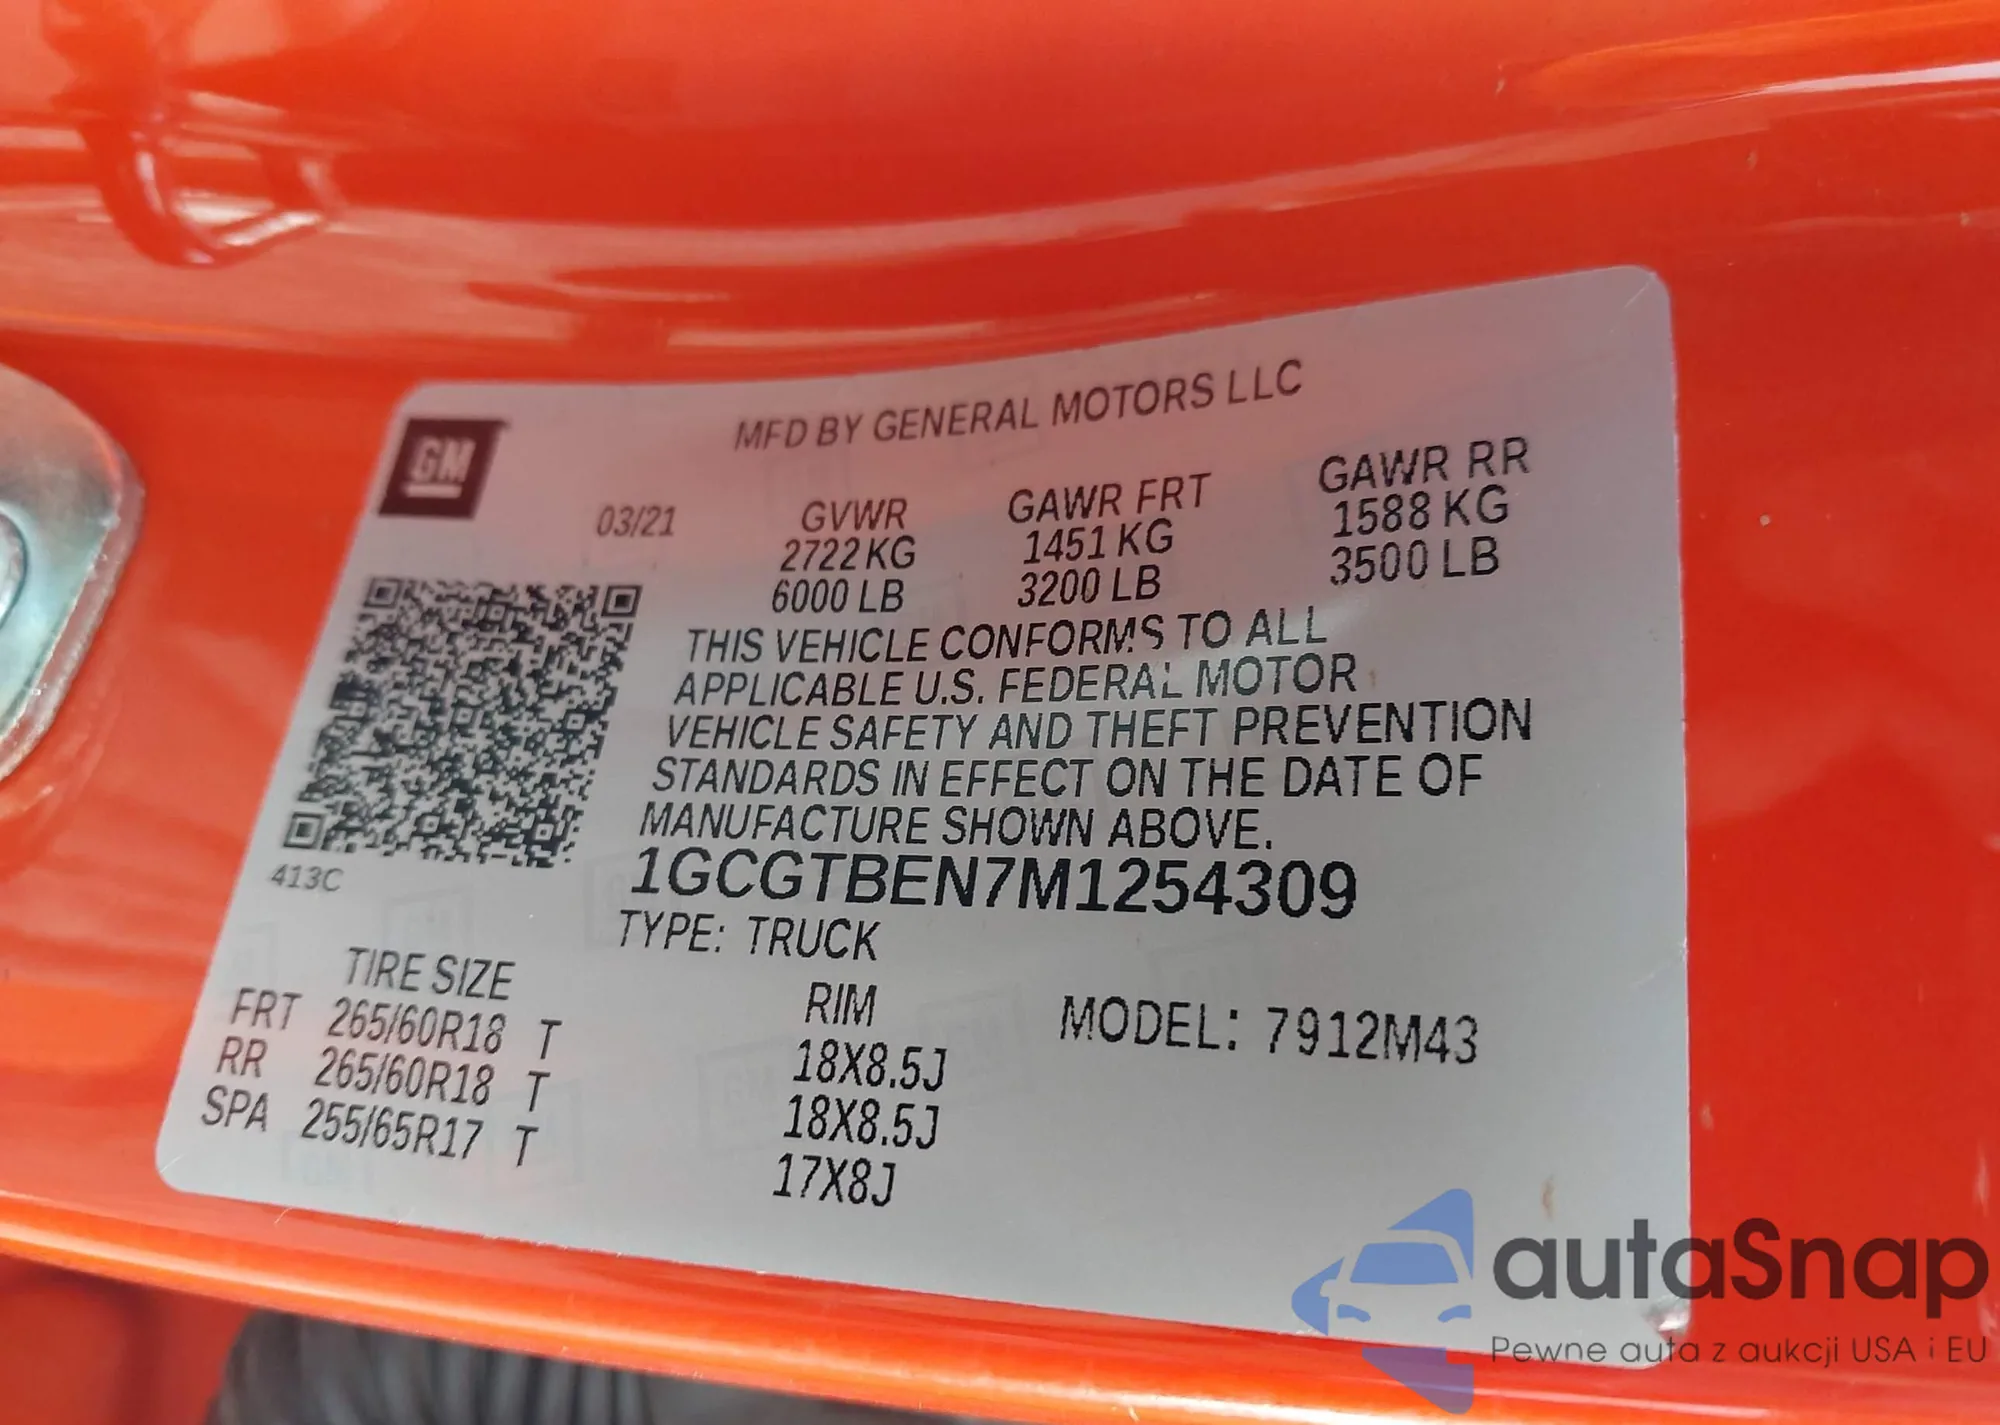 GM
MFD BY GENERAL MOTORS LLC
03/21 GVWR GAWR FRT GAWR RR
2722 KG 1451 KG 1588 KG
6000 LB 3200 LB 3500 LB
THIS VEHICLE CONFORMS TO ALL
APPLICABLE U.S. FEDERAL MOTOR
VEHICLE SAFETY AND THEFT PREVENTION
STANDARDS IN EFFECT ON THE DATE OF
MANUFACTURE SHOWN ABOVE.
413C
1GCGTBEN7M1254309
TYPE: TRUCK
TIRE SIZE RIM MODEL: 7912M43
FRT 265/60R18 T 18X8.5J
RR 265/60R18 T 18X8.5J
SPA 255/65R17 T 17X8J
autaSnap
Pewne auta z aukcji USA i EU